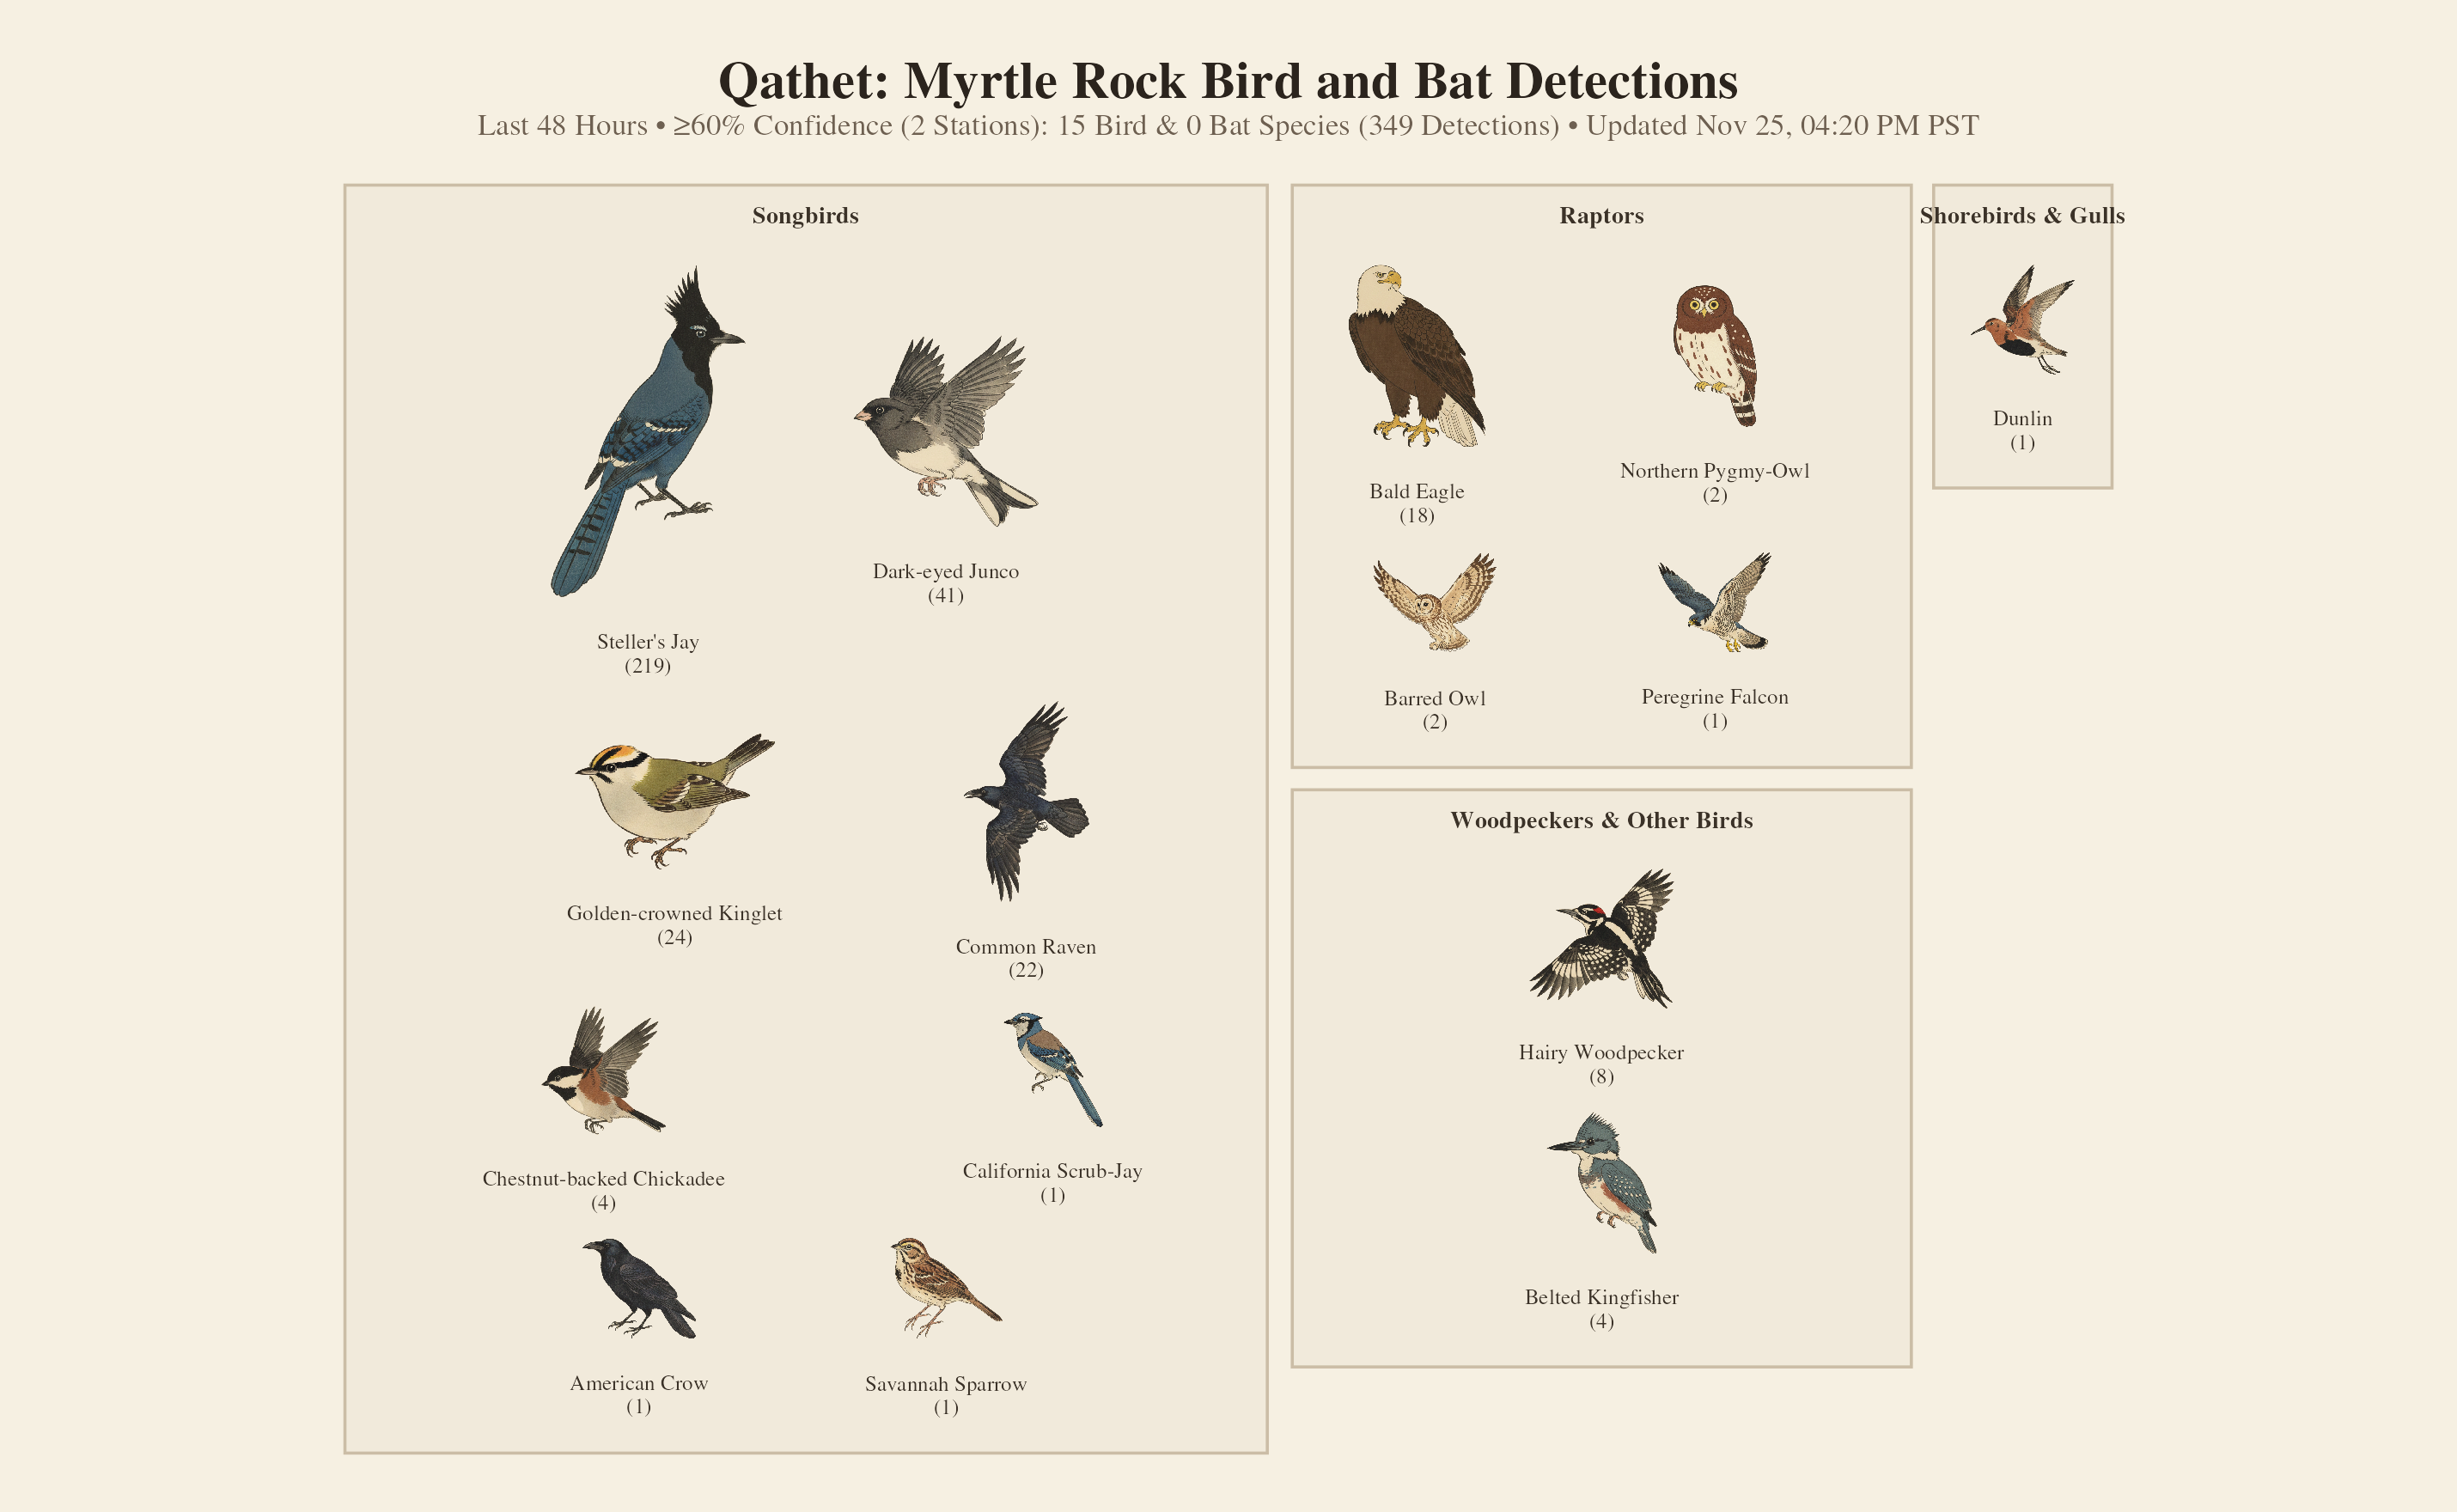 Qathet: Myrtle Rock Bird and Bat Detections
Last 48 Hours • ≥60% Confidence (2 Stations): 15 Bird & 0 Bat Species (349 Detections) • Updated Nov 25, 04:20 PM PST
Songbirds
Steller's Jay
(219)
Dark-eyed Junco
(41)
Golden-crowned Kinglet
(24)
Common Raven
(22)
Chestnut-backed Chickadee
(4)
California Scrub-Jay
(1)
American Crow
(1)
Savannah Sparrow
(1)
Raptors
Bald Eagle
(18)
Northern Pygmy-Owl
(2)
Barred Owl
(2)
Peregrine Falcon
(1)
Woodpeckers & Other Birds
Hairy Woodpecker
(8)
Belted Kingfisher
(4)
Shorebirds & Gulls
Dunlin
(1)